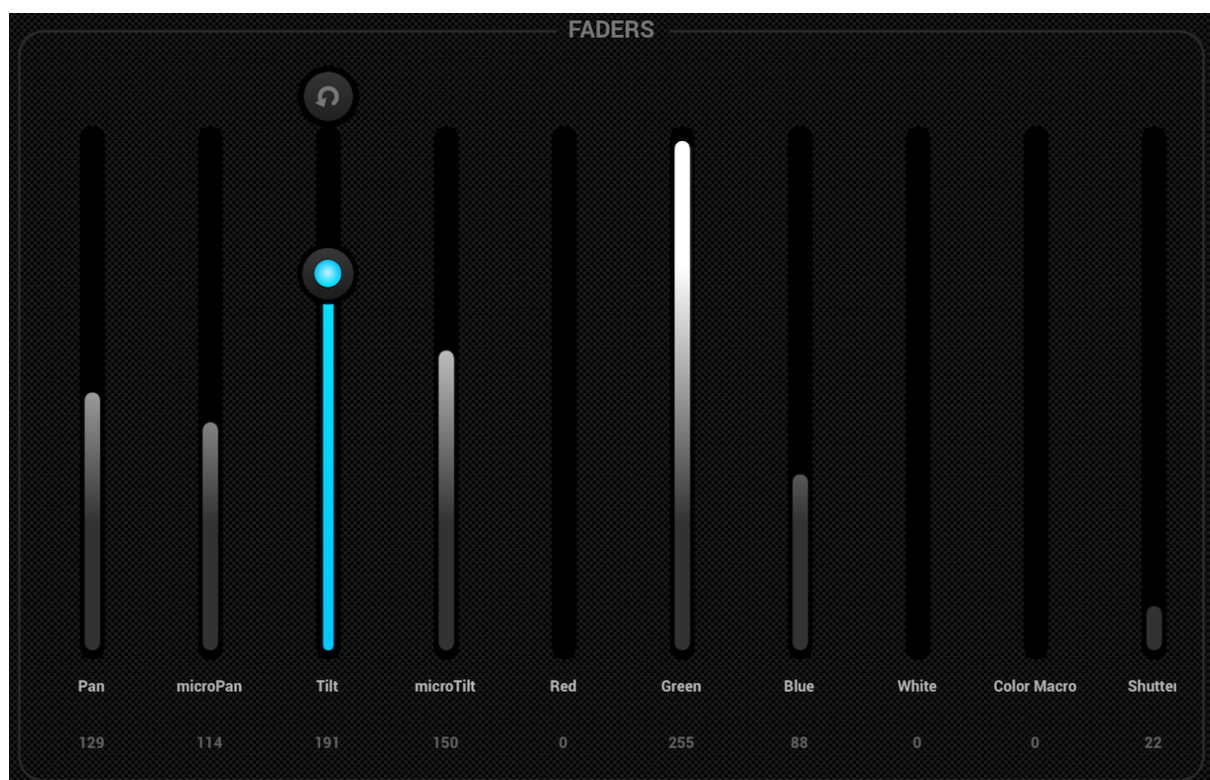 FADERS
Pan microPan Tilt microTilt Red Green Blue White Color Macro Shutter
129 114 191 150 0 255 88 0 0 22